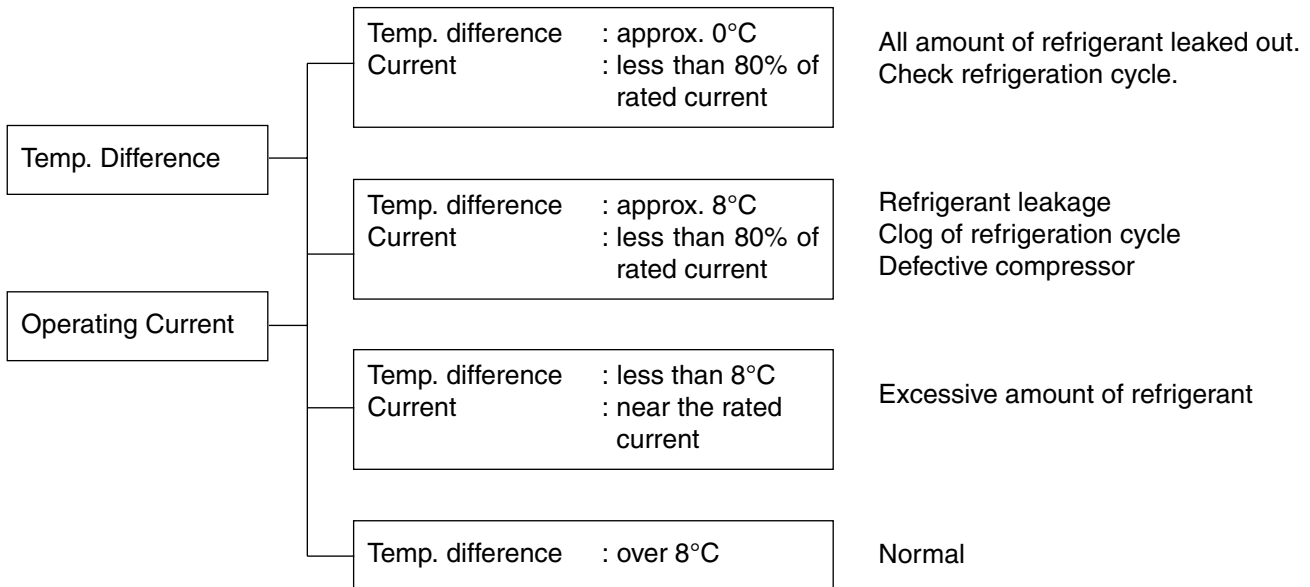 Temp. Difference
Operating Current
Temp. difference : approx. 0°C
Current : less than 80% of
rated current
All amount of refrigerant leaked out.
Check refrigeration cycle.
Temp. difference : approx. 8°C
Current : less than 80% of
rated current
Refrigerant leakage
Clog of refrigeration cycle
Defective compressor
Temp. difference : less than 8°C
Current : near the rated
current
Excessive amount of refrigerant
Temp. difference : over 8°C
Normal